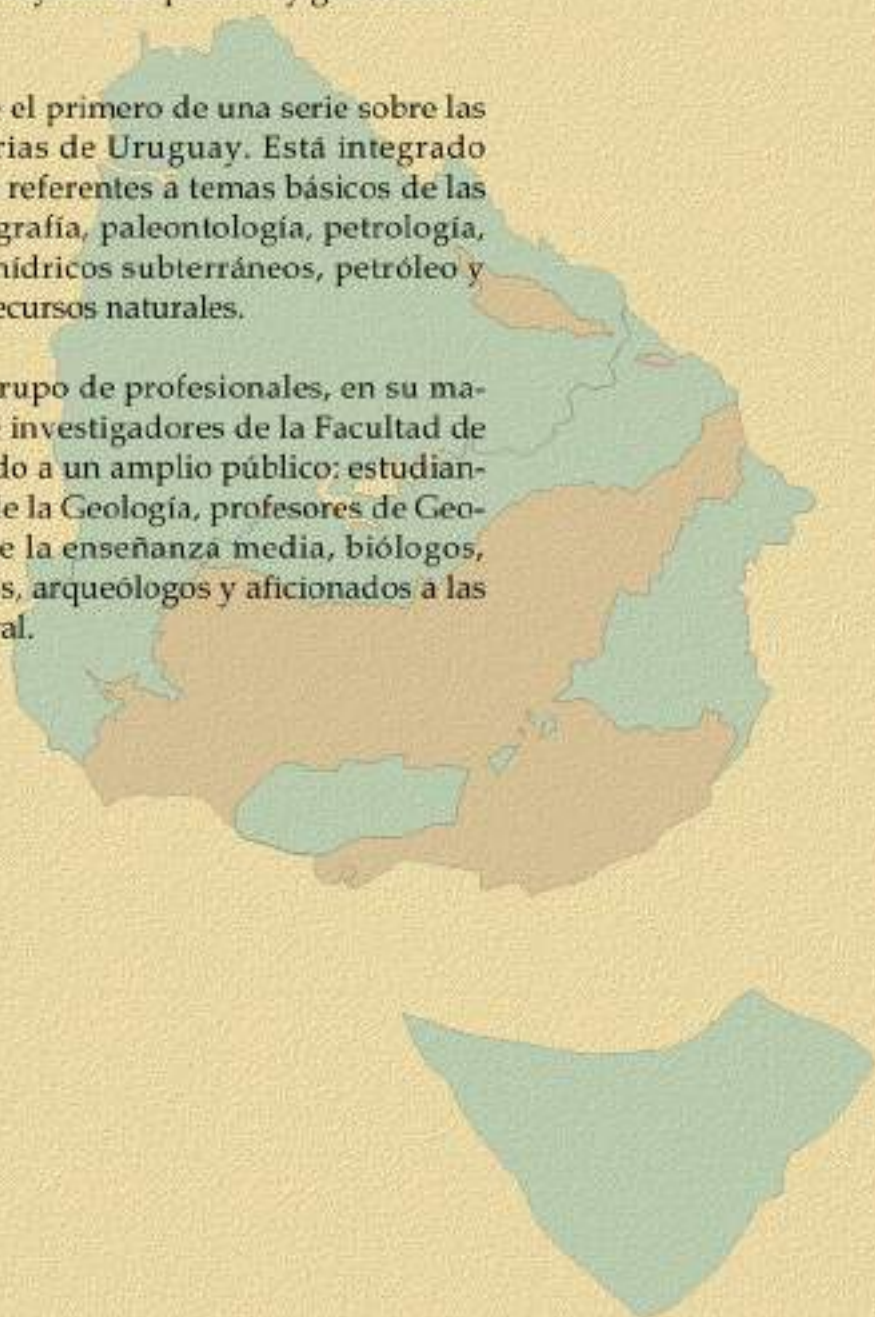 el primero de una serie sobre las
rias de Uruguay. Está integrado
referentes a temas básicos de las
grafía, paleontología, petrología,
hídricos subterráneos, petróleo y
ecursos naturales.
rupo de profesionales, en su ma-
investigadores de la Facultad de
do a un amplio público: estudian-
e la Geología, profesores de Geo-
e la enseñanza media, biólogos,
s, arqueólogos y aficionados a las
al.